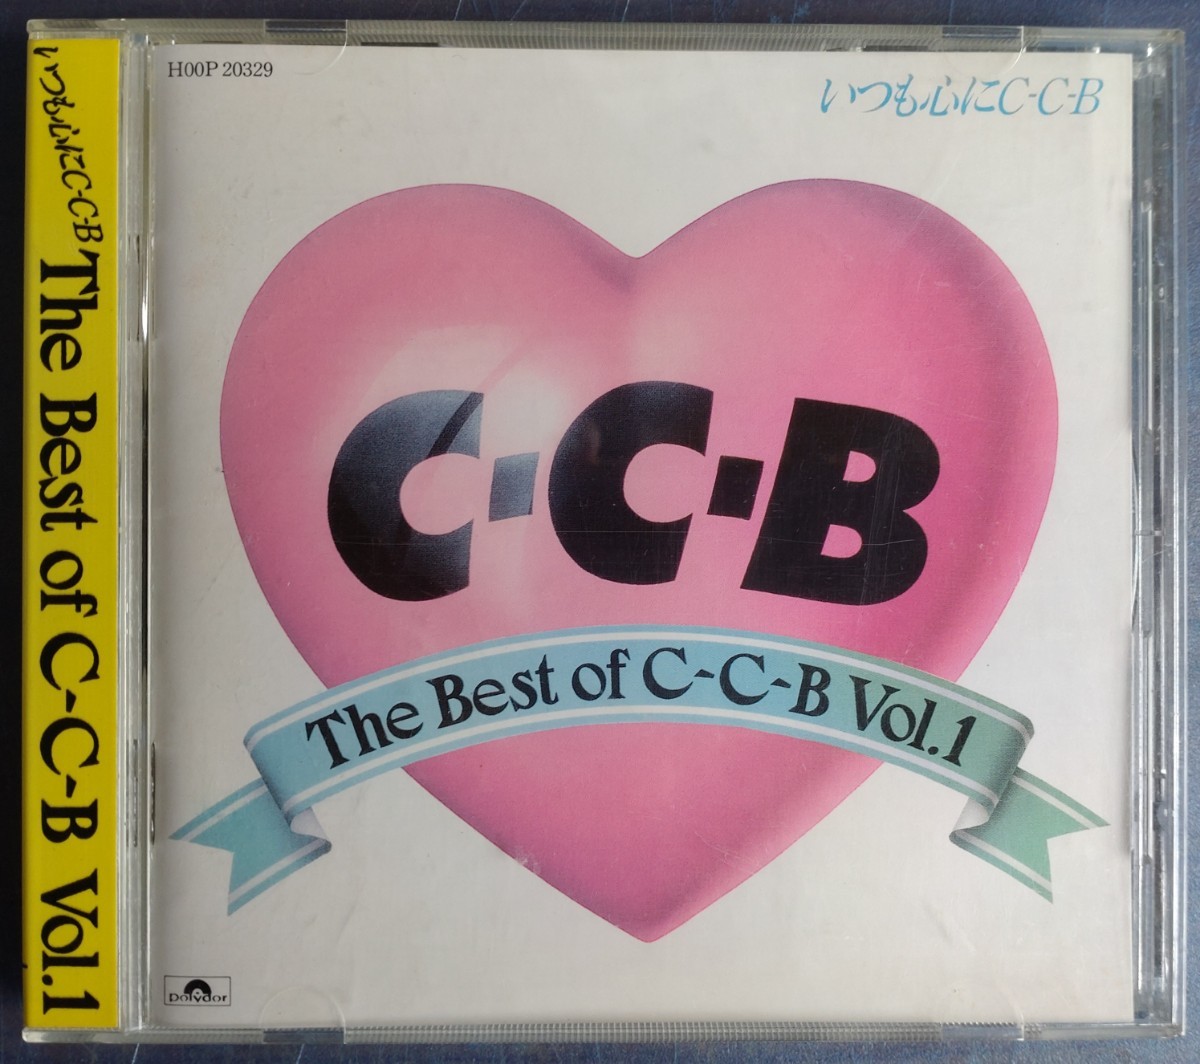 いつも心にC-C-B The Best of C-C-B Vol.1
H00P 20329
いつも心にC-C-B
C-C-B
The Best of C-C-B Vol.1
Polydor